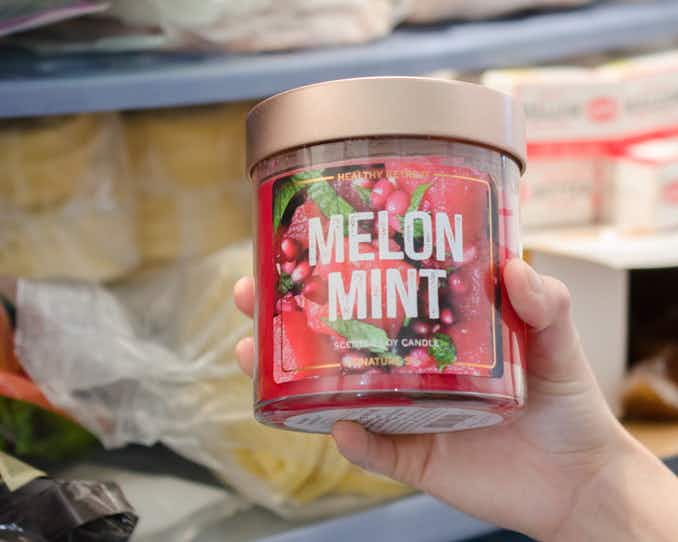 HEALTHY RETREAT
MELON
MINT
SCENTED SOY CANDLE